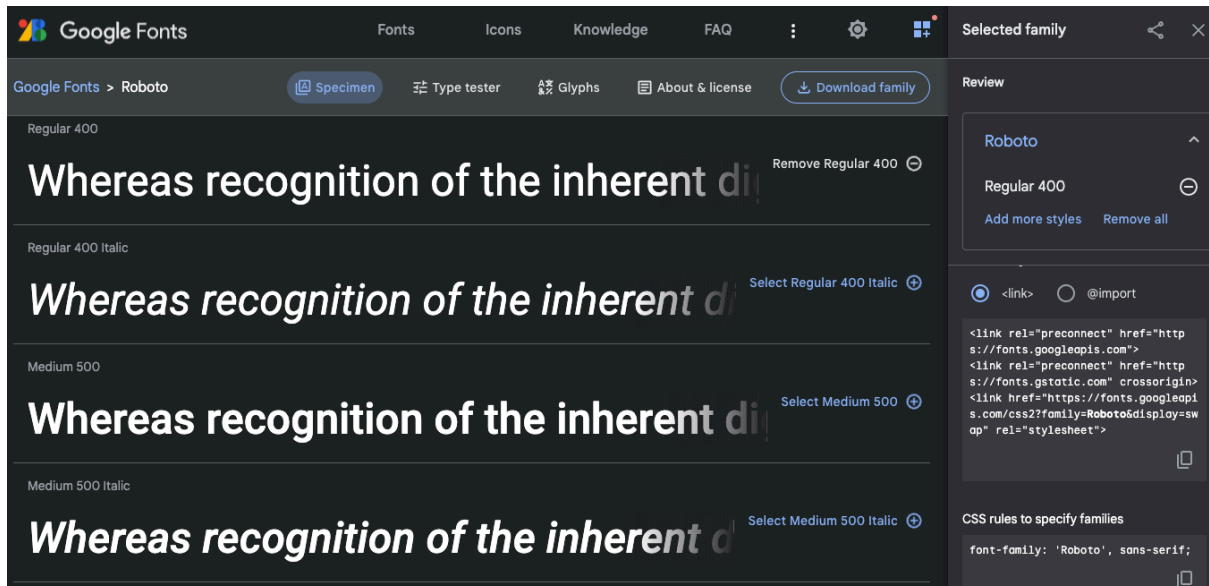 Google Fonts
Fonts
Icons
Knowledge
FAQ
Google Fonts > Roboto
Specimen
Type tester
Glyphs
About & license
Download family
Regular 400
Whereas recognition of the inherent
Remove Regular 400
Regular 400 Italic
Whereas recognition of the inherent
Select Regular 400 Italic
Medium 500
Whereas recognition of the inherent
Select Medium 500
Medium 500 Italic
Whereas recognition of the inherent
Select Medium 500 Italic
Selected family
Review
Roboto
Regular 400
Add more styles
Remove all
<link>
@import
<link rel="preconnect" href="http
s://fonts.googleapis.com">
<link rel="preconnect" href="http
s://fonts.gstatic.com" crossorigin>
<link href="https://fonts.googleapi
s.com/css2?family=Roboto&display=sw
ap" rel="stylesheet">
CSS rules to specify families
font-family: 'Roboto', sans-serif;